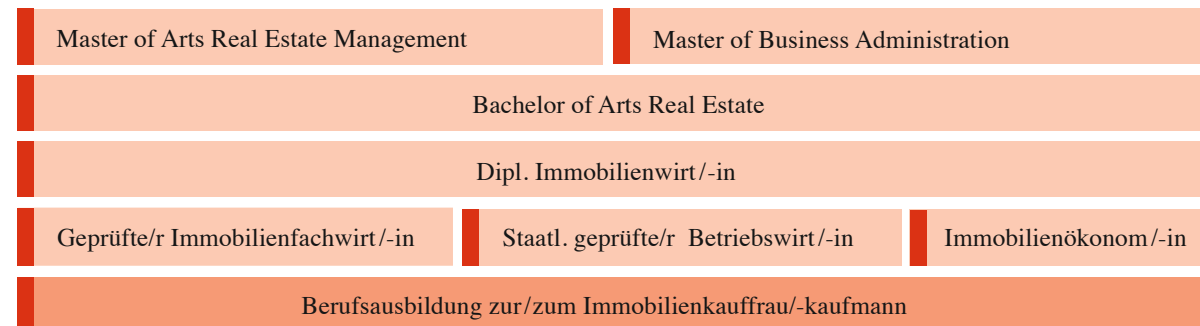 Master of Arts Real Estate Management
Master of Business Administration
Bachelor of Arts Real Estate
Dipl. Immobilienwirt/-in
Geprüfte/r Immobilienfachwirt/-in
Staatl. geprüfte/r Betriebswirt/-in
Immobilienökonom/-in
Berufsausbildung zur/zum Immobilienkauffrau/-kaufmann